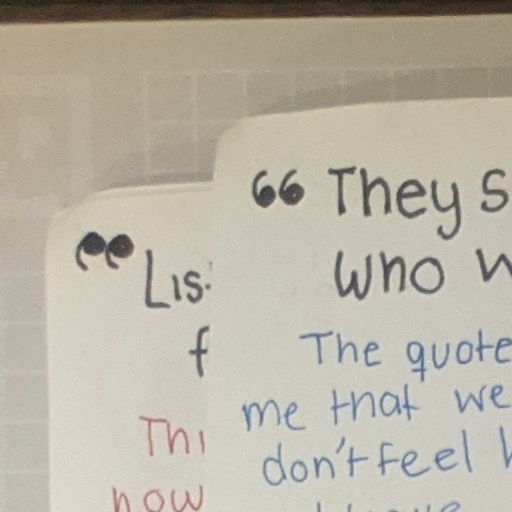 “ They
who
The quote
me that we
don't feel
“ Lis
f
Thi
now